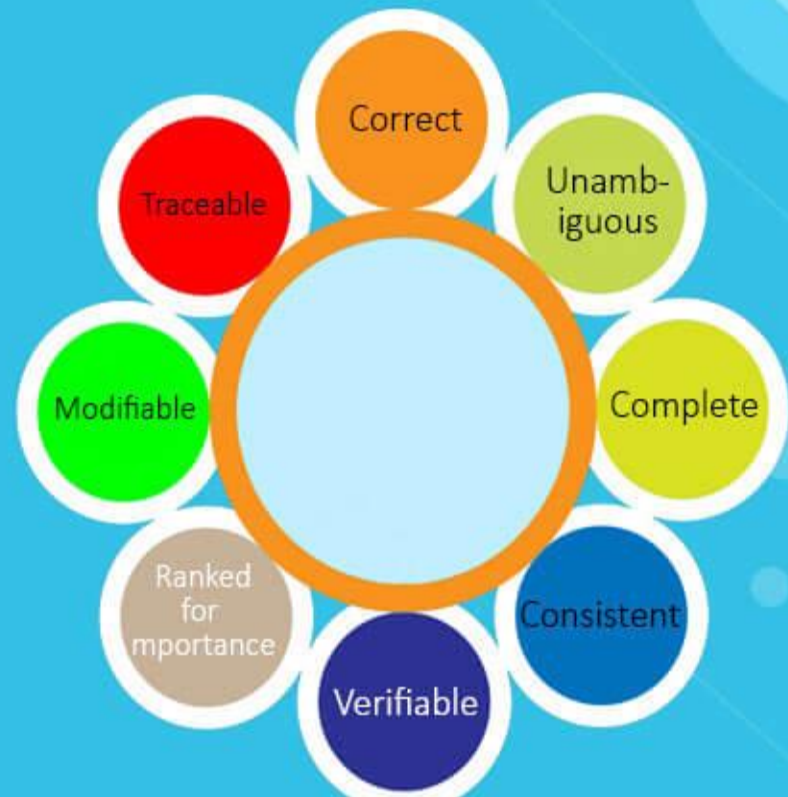 Correct
Unamb-
iguous
Complete
Consistent
Verifiable
Ranked
for
mportance
Modifiable
Traceable